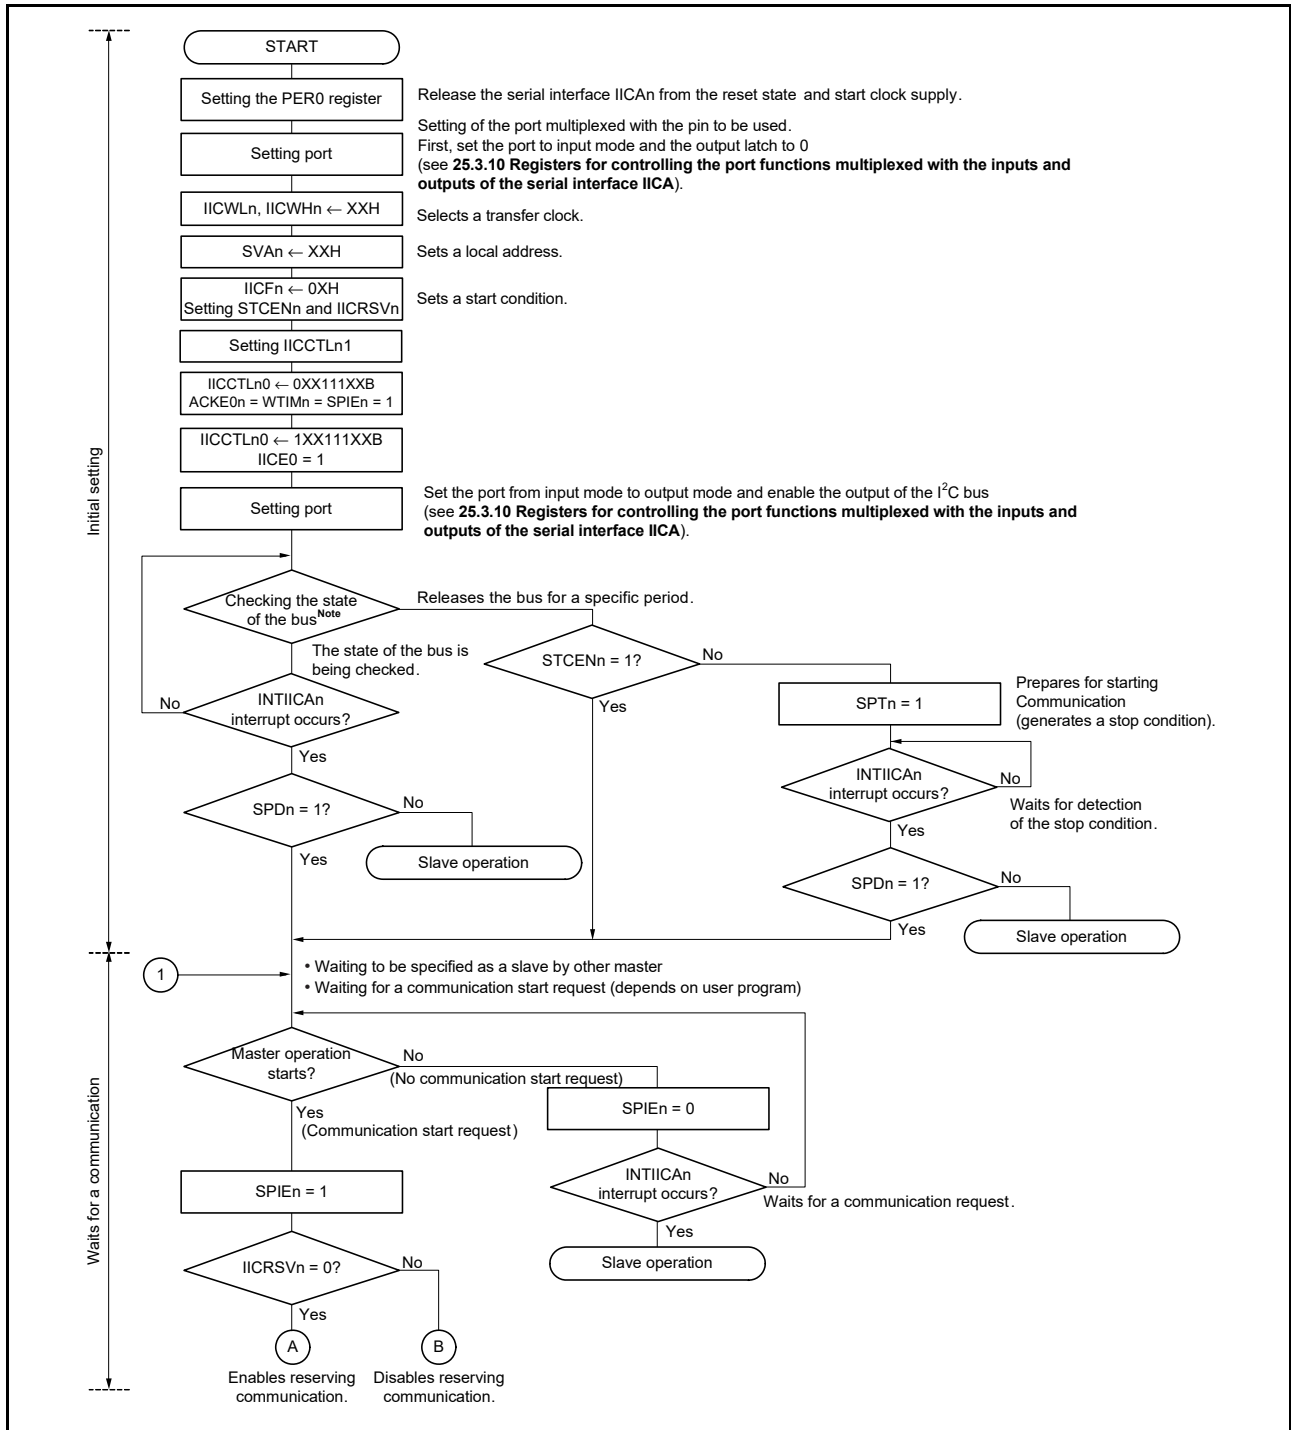 START
Setting the PER0 register
Release the serial interface IICAn from the reset state and start clock supply.
Setting port
Setting of the port multiplexed with the pin to be used.
First, set the port to input mode and the output latch to 0
(see 25.3.10 Registers for controlling the port functions multiplexed with the inputs and
outputs of the serial interface IICA).
IICWLn, IICWHn ← XXH
Selects a transfer clock.
SVAn ← XXH
Sets a local address.
IICFn ← 0XH
Setting STCENn and IICRSVn
Sets a start condition.
Setting IICCTLn1
IICCTLn0 ← 0XX111XXB
ACKE0n = WTIMn = SPIEn = 1
IICCTLn0 ← 1XX111XXB
IICE0 = 1
Setting port
Set the port from input mode to output mode and enable the output of the I2C bus
(see 25.3.10 Registers for controlling the port functions multiplexed with the inputs and
outputs of the serial interface IICA).
Initial setting
Checking the state
of the busNote
Releases the bus for a specific period.
The state of the bus is
being checked.
STCENn = 1?
No
Yes
SPTn = 1
Prepares for starting
Communication
(generates a stop condition).
INTIICAn
interrupt occurs?
No
Yes
INTIICAn
interrupt occurs?
No
Waits for detection
of the stop condition.
Yes
SPDn = 1?
No
Slave operation
Yes
SPDn = 1?
No
Slave operation
Yes
1
• Waiting to be specified as a slave by other master
• Waiting for a communication start request (depends on user program)
Waits for a communication
Master operation
starts?
No
(No communication start request)
Yes
(Communication start request)
SPIEn = 0
INTIICAn
interrupt occurs?
No
Waits for a communication request.
Yes
Slave operation
SPIEn = 1
IICRSVn = 0?
No
Yes
A
B
Enables reserving
communication.
Disables reserving
communication.